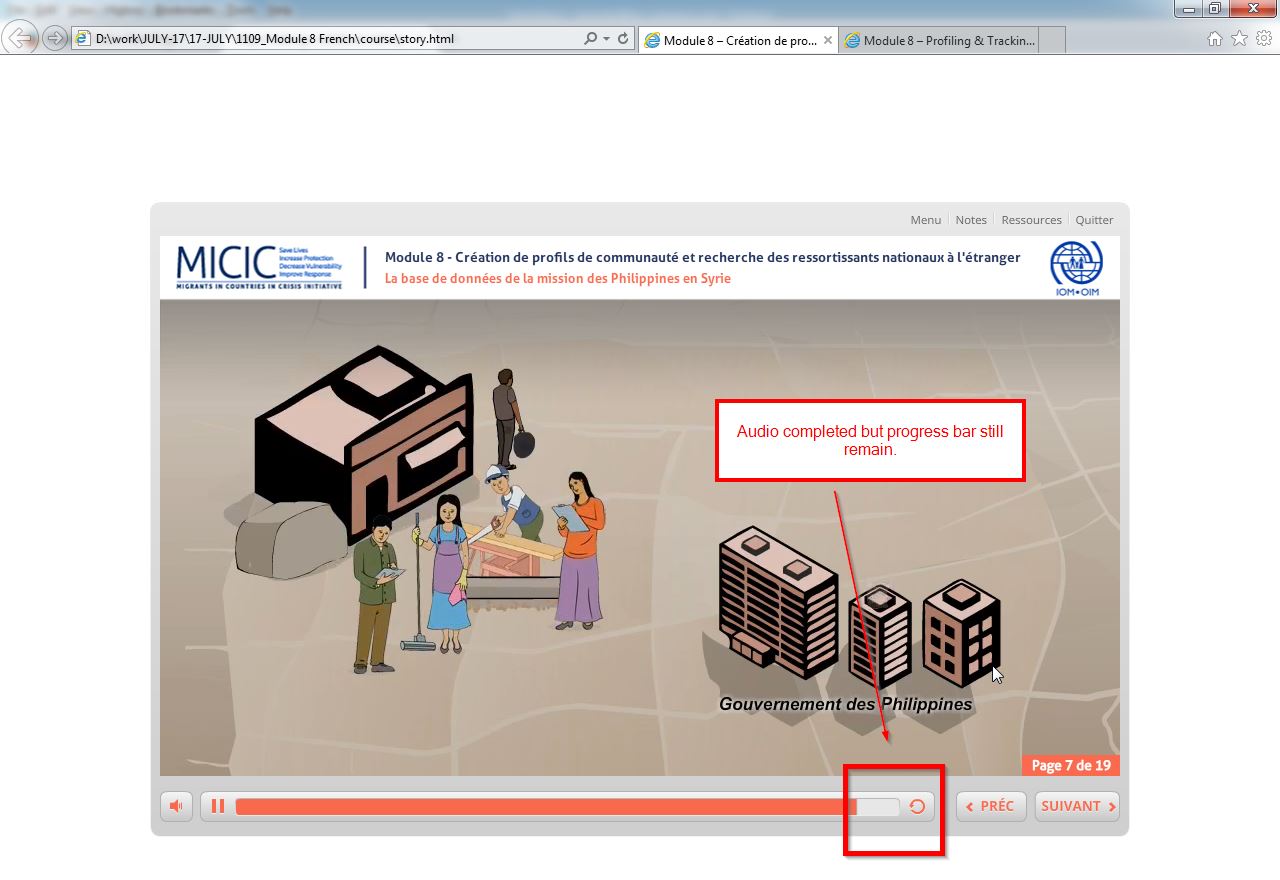 D:\work\JULY-17\17-JULY\1109_Module 8 French\course\story.html
Module 8 – Création de pro...
Module 8 – Profiling & Trackin...
Menu
Notes
Ressources
Quitter
MICIC
Save Lives
Increase Protection
Decrease Vulnerability
Improve Response
MIGRANTS IN COUNTRIES IN CRISIS INITIATIVE
Module 8 - Création de profils de communauté et recherche des ressortissants nationaux à l'étranger
La base de données de la mission des Philippines en Syrie
IOM•OIM
Audio completed but progress bar still
remain.
Gouvernement des Philippines
Page 7 de 19
PRÉC
SUIVANT